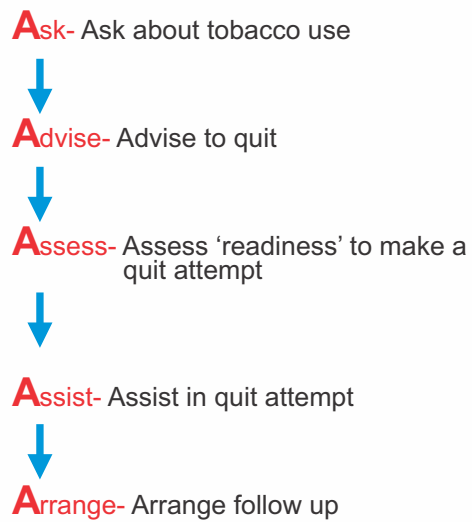 Ask- Ask about tobacco use
Advise- Advise to quit
Assess- Assess ‘readiness’ to make a
quit attempt
Assist- Assist in quit attempt
Arrange- Arrange follow up